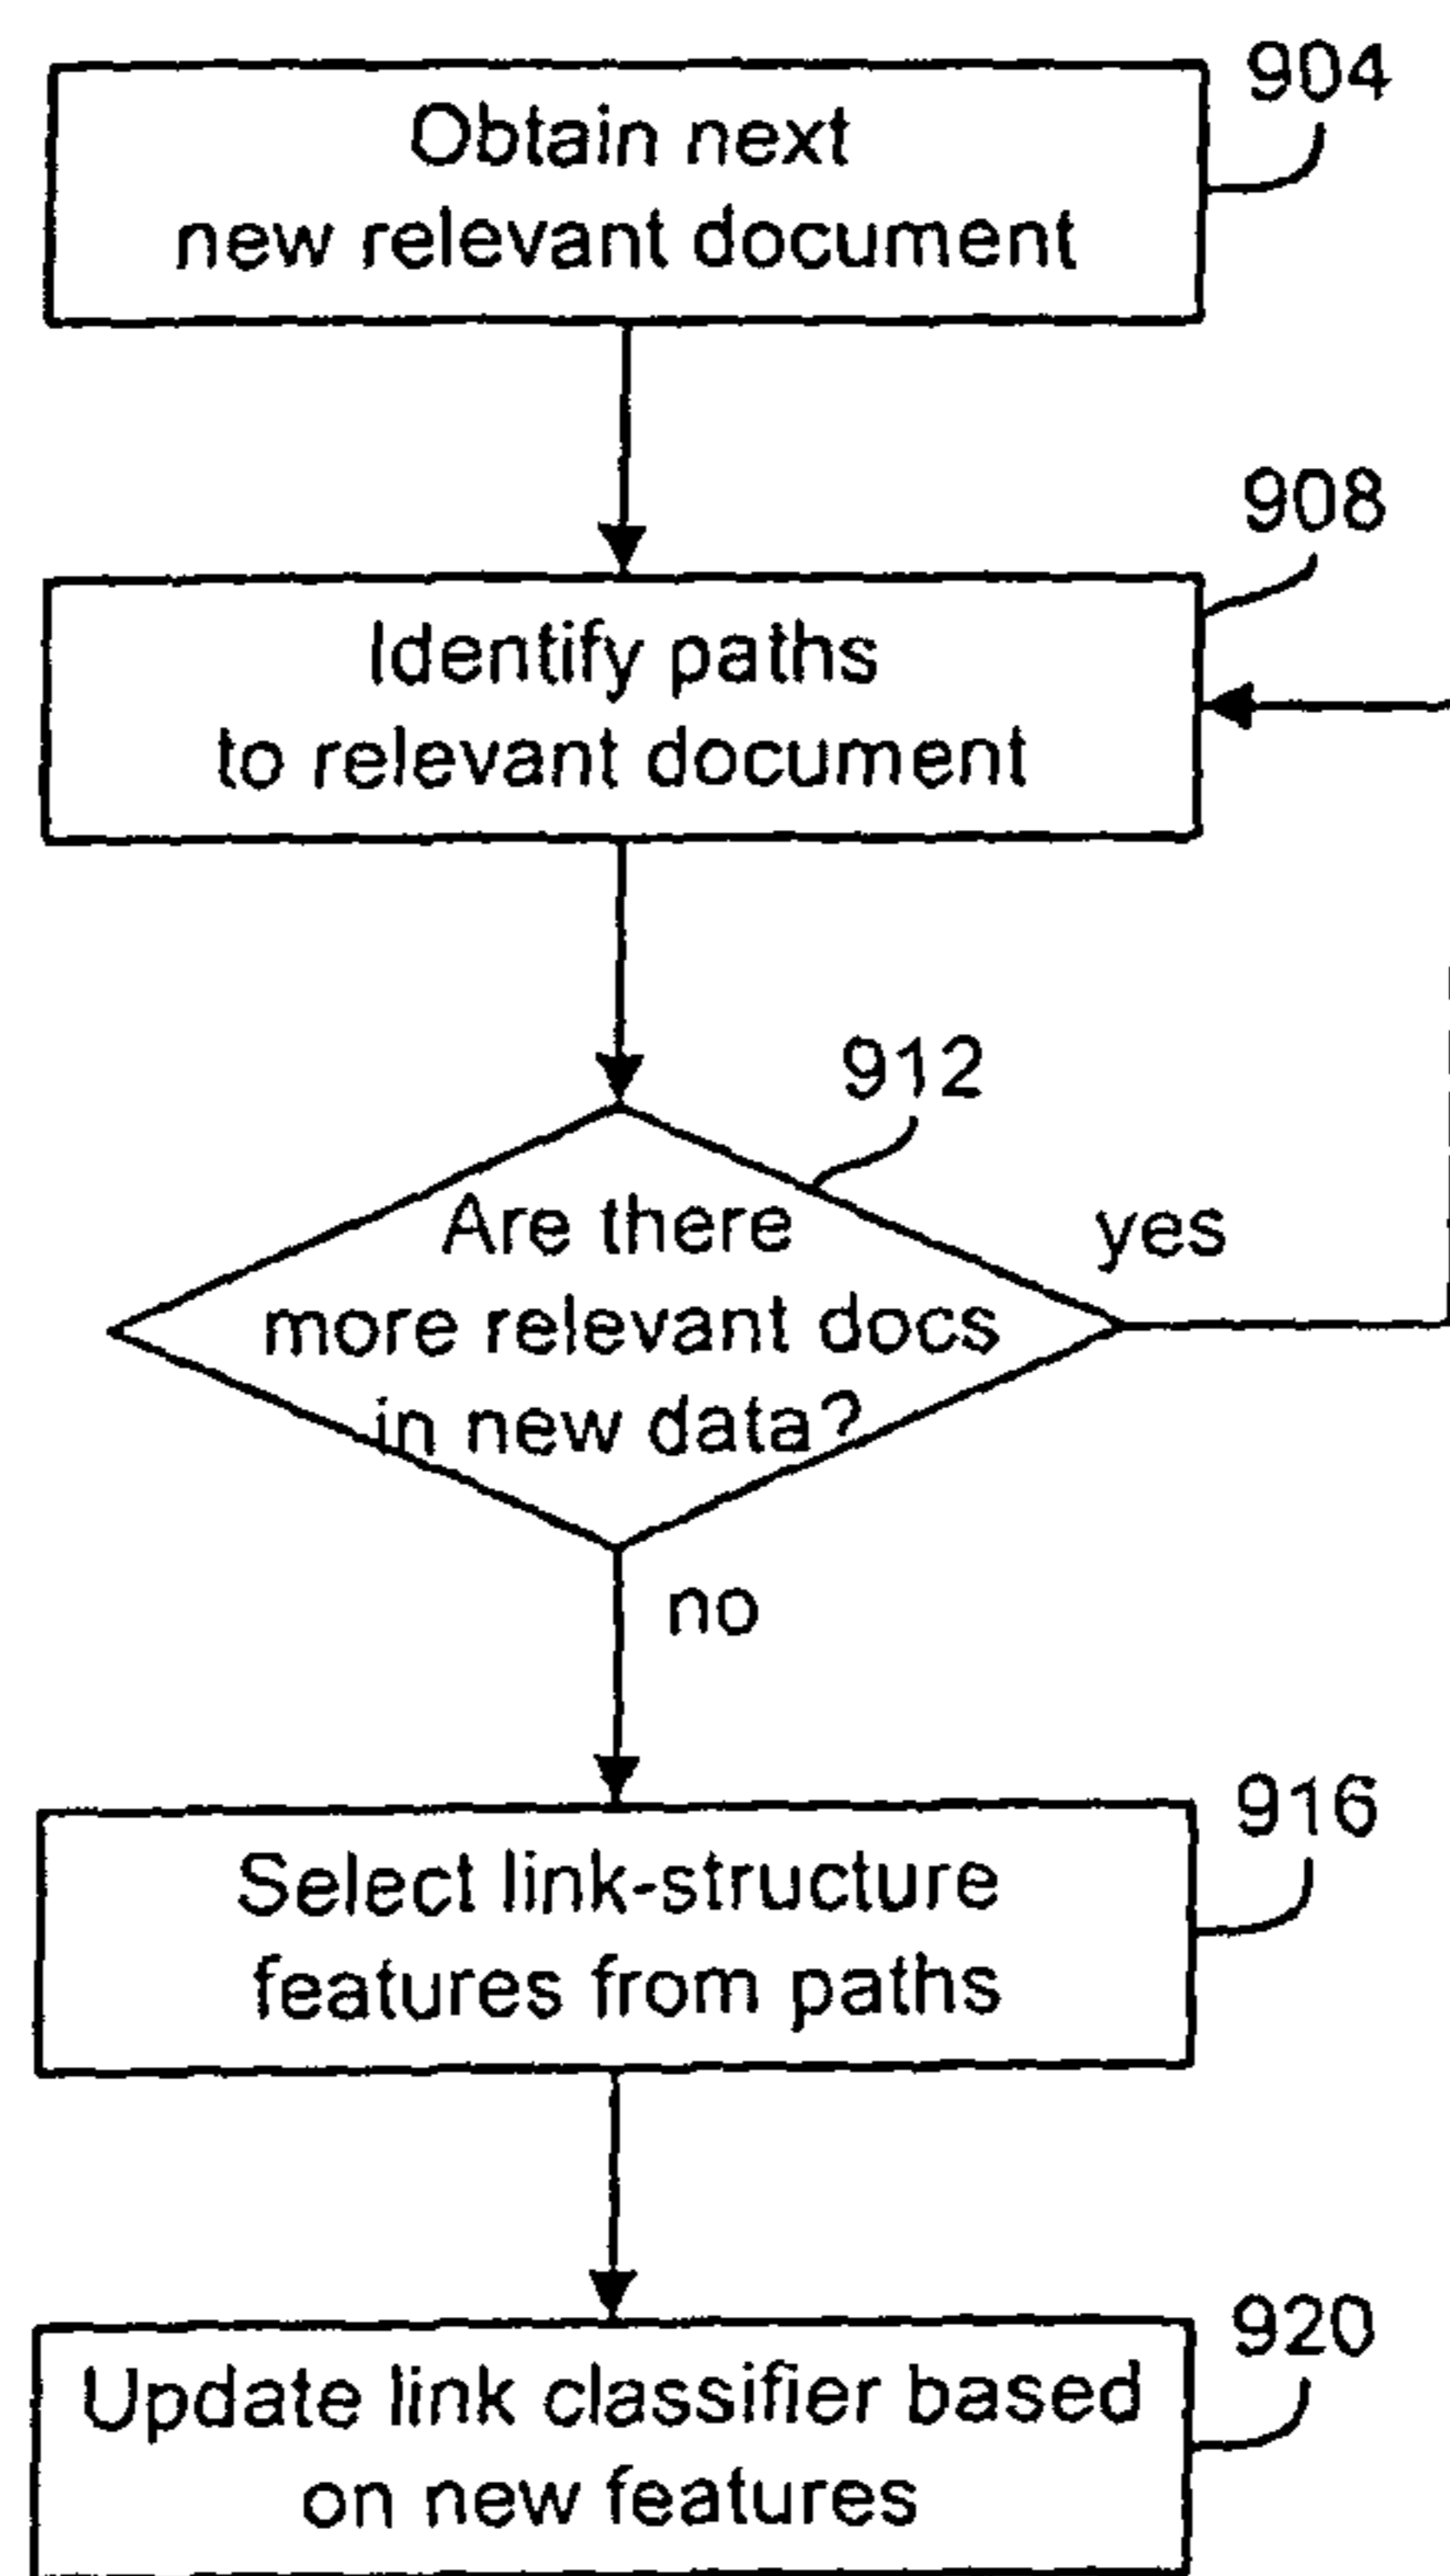 904
Obtain next
new relevant document
908
Identify paths
to relevant document
912
Are there
more relevant docs
in new data?
yes
no
916
Select link-structure
features from paths
920
Update link classifier based
on new features